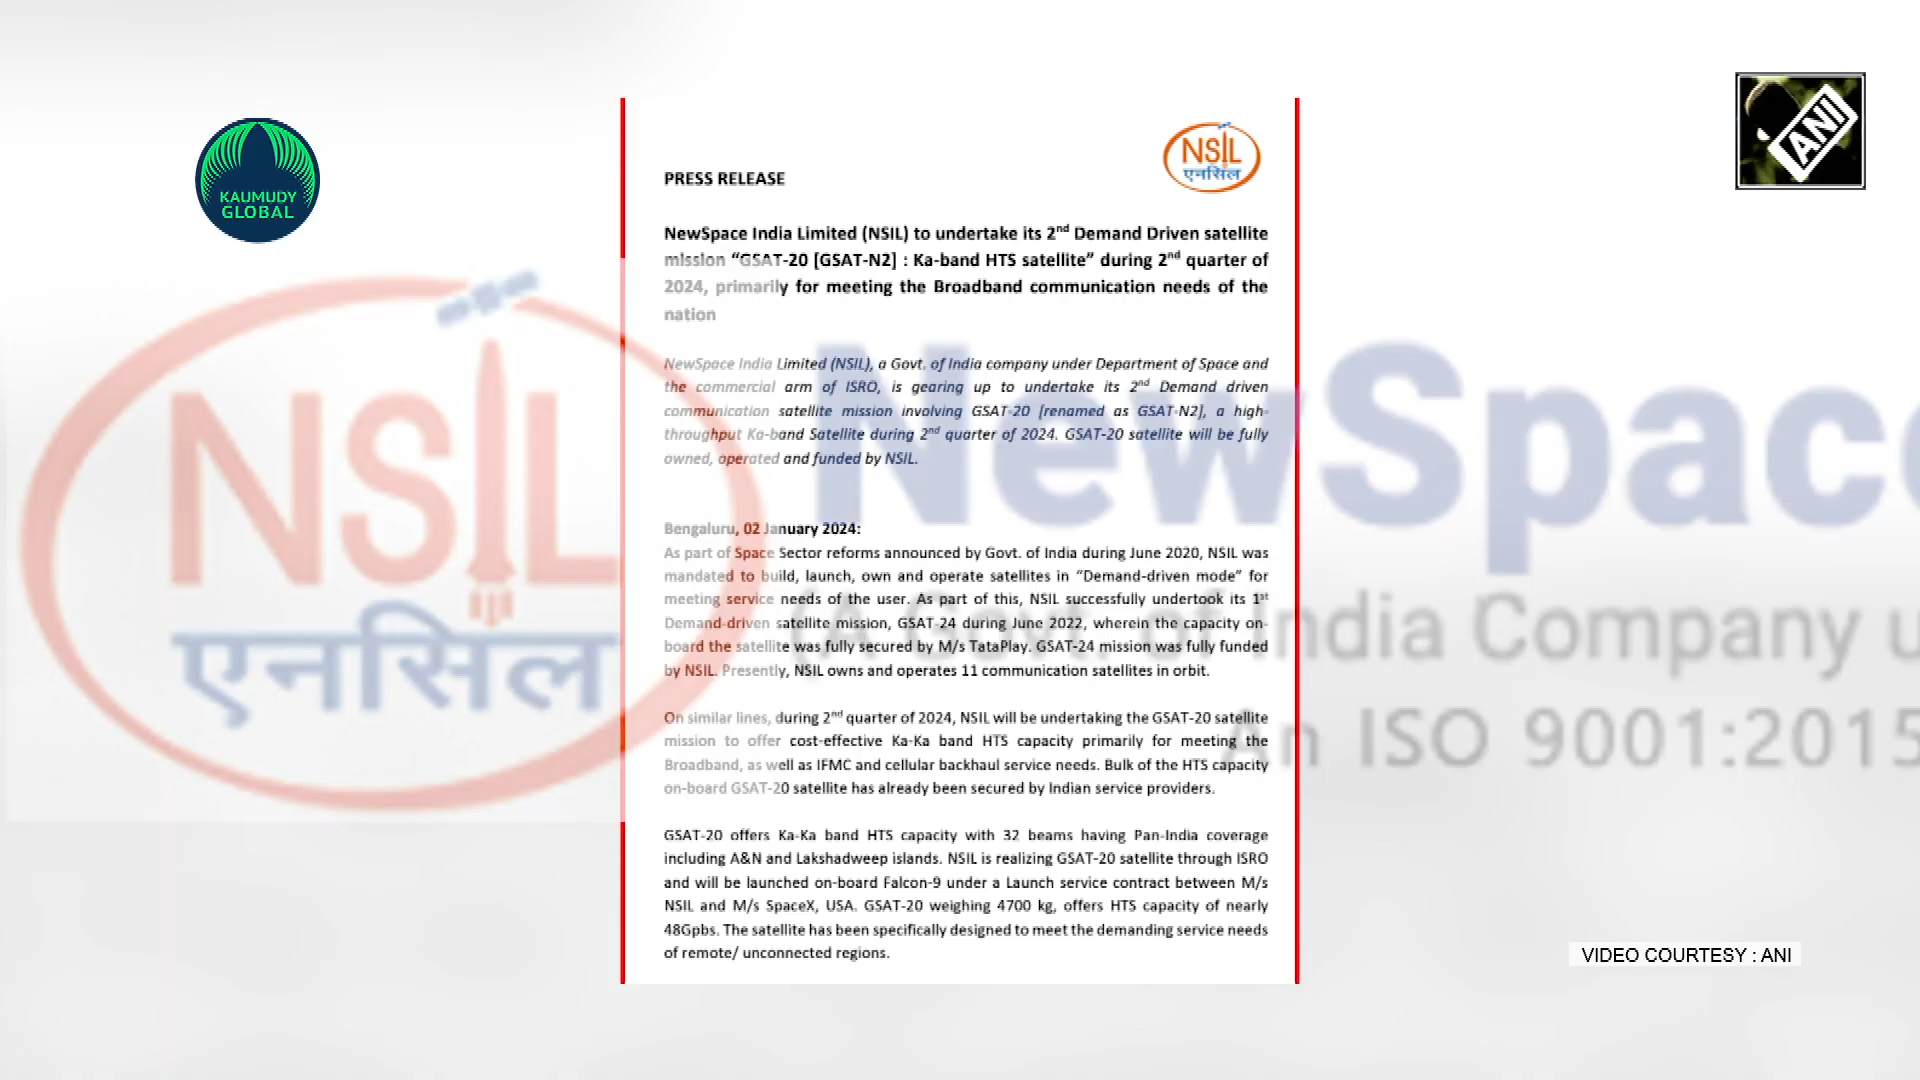 KAUMUDY
GLOBAL
ANI
NSIL
एनसिल
PRESS RELEASE
NewSpace India Limited (NSIL) to undertake its 2nd Demand Driven satellite
mission “GSAT-20 [GSAT-N2] : Ka-band HTS satellite” during 2nd quarter of
2024, primarily for meeting the Broadband communication needs of the
nation
NewSpace India Limited (NSIL), a Govt. of India company under Department of Space and
the commercial arm of ISRO, is gearing up to undertake its 2nd Demand driven
communication satellite mission involving GSAT-20 [renamed as GSAT-N2], a high-
throughput Ka-band Satellite during 2nd quarter of 2024. GSAT-20 satellite will be fully
owned, operated and funded by NSIL.
Bengaluru, 02 January 2024:
As part of Space Sector reforms announced by Govt. of India during June 2020, NSIL was
mandated to build, launch, own and operate satellites in “Demand-driven mode” for
meeting service needs of the user. As part of this, NSIL successfully undertook its 1st
Demand-driven satellite mission, GSAT-24 during June 2022, wherein the capacity on-
board the satellite was fully secured by M/s TataPlay. GSAT-24 mission was fully funded
by NSIL. Presently, NSIL owns and operates 11 communication satellites in orbit.
On similar lines, during 2nd quarter of 2024, NSIL will be undertaking the GSAT-20 satellite
mission to offer cost-effective Ka-Ka band HTS capacity primarily for meeting the
Broadband, as well as IFMC and cellular backhaul service needs. Bulk of the HTS capacity
on-board GSAT-20 satellite has already been secured by Indian service providers.
GSAT-20 offers Ka-Ka band HTS capacity with 32 beams having Pan-India coverage
including A&N and Lakshadweep islands. NSIL is realizing GSAT-20 satellite through ISRO
and will be launched on-board Falcon-9 under a Launch service contract between M/s
NSIL and M/s SpaceX, USA. GSAT-20 weighing 4700 kg, offers HTS capacity of nearly
48Gpbs. The satellite has been specifically designed to meet the demanding service needs
of remote/ unconnected regions.
NSIL
एनसिल
NewSpace
(A Govt. of India Company u
An ISO 9001:2015
VIDEO COURTESY : ANI